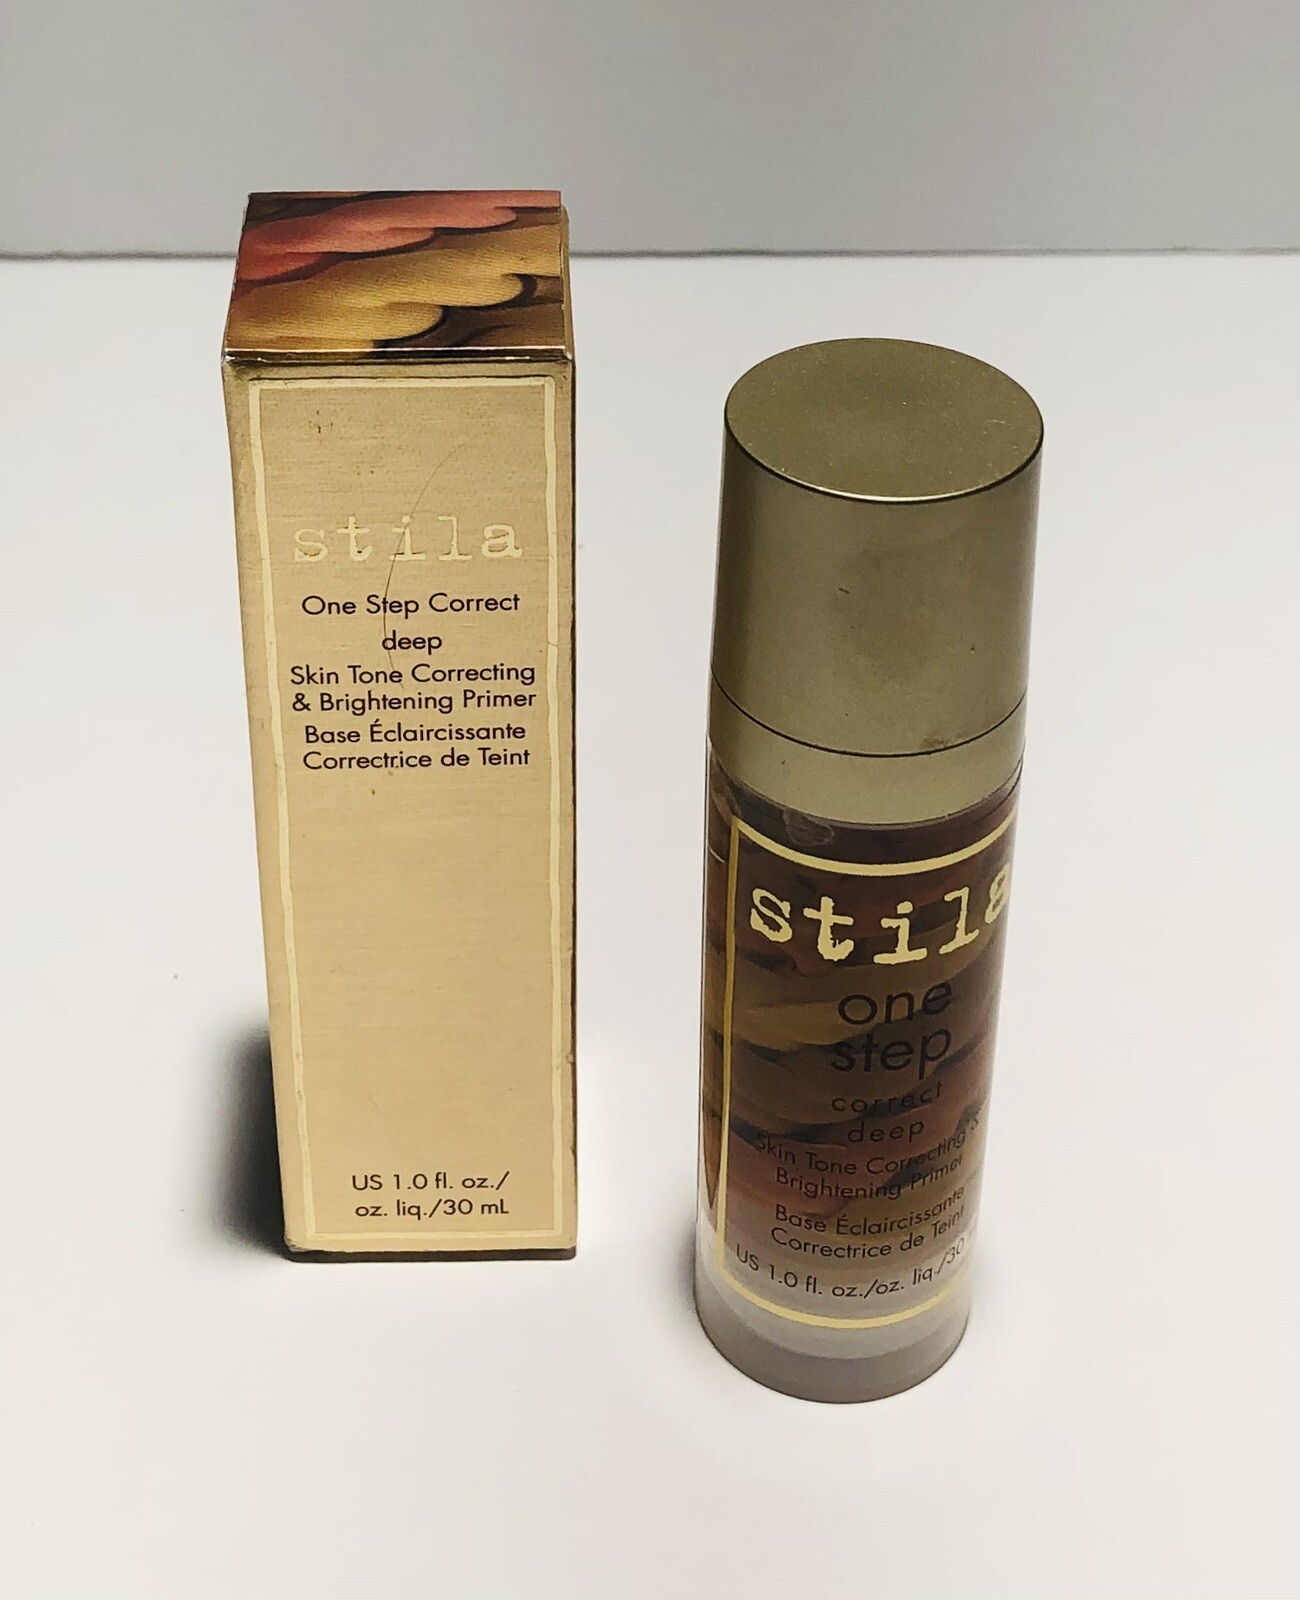 stila
One Step Correct
deep
Skin Tone Correcting
& Brightening Primer
Base Éclaircissante
Correctrice de Teint
US 1.0 fl. oz./
oz. liq./30 mL
stila
one
step
correct
deep
Skin Tone Correcting &
Brightening Primer
Base Éclaircissante
Correctrice de Teint
US 1.0 fl. oz./oz. liq./30